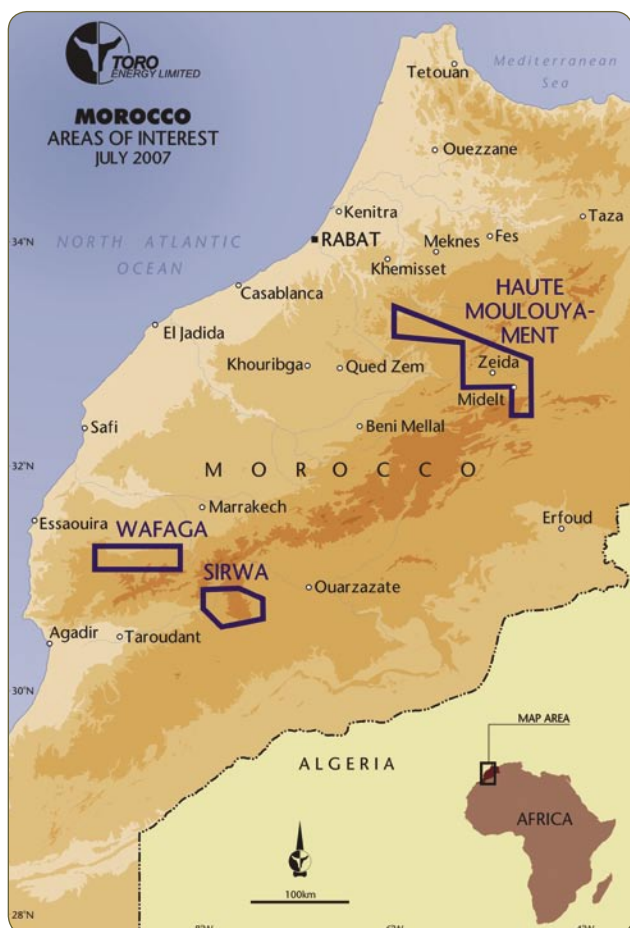 TORO
ENERGY LIMITED
MOROCCO
AREAS OF INTEREST
JULY 2007
Mediterranean
Sea
Tetouan
Ouezzane
Kenitra
Taza
34°N
NORTH ATLANTIC
OCEAN
RABAT
Meknes
Fes
Khemisset
Casablanca
HAUTE
MOULOUYA-
MENT
El Jadida
Khouribga
Qued Zem
Zeida
Midelt
Safi
Beni Mellal
32°N
MOROCCO
Marrakech
Essaouira
WAFAGA
Erfoud
SIRWA
Ouarzazate
Agadir
Taroudant
30°N
MAP AREA
ALGERIA
AFRICA
100km
28°N